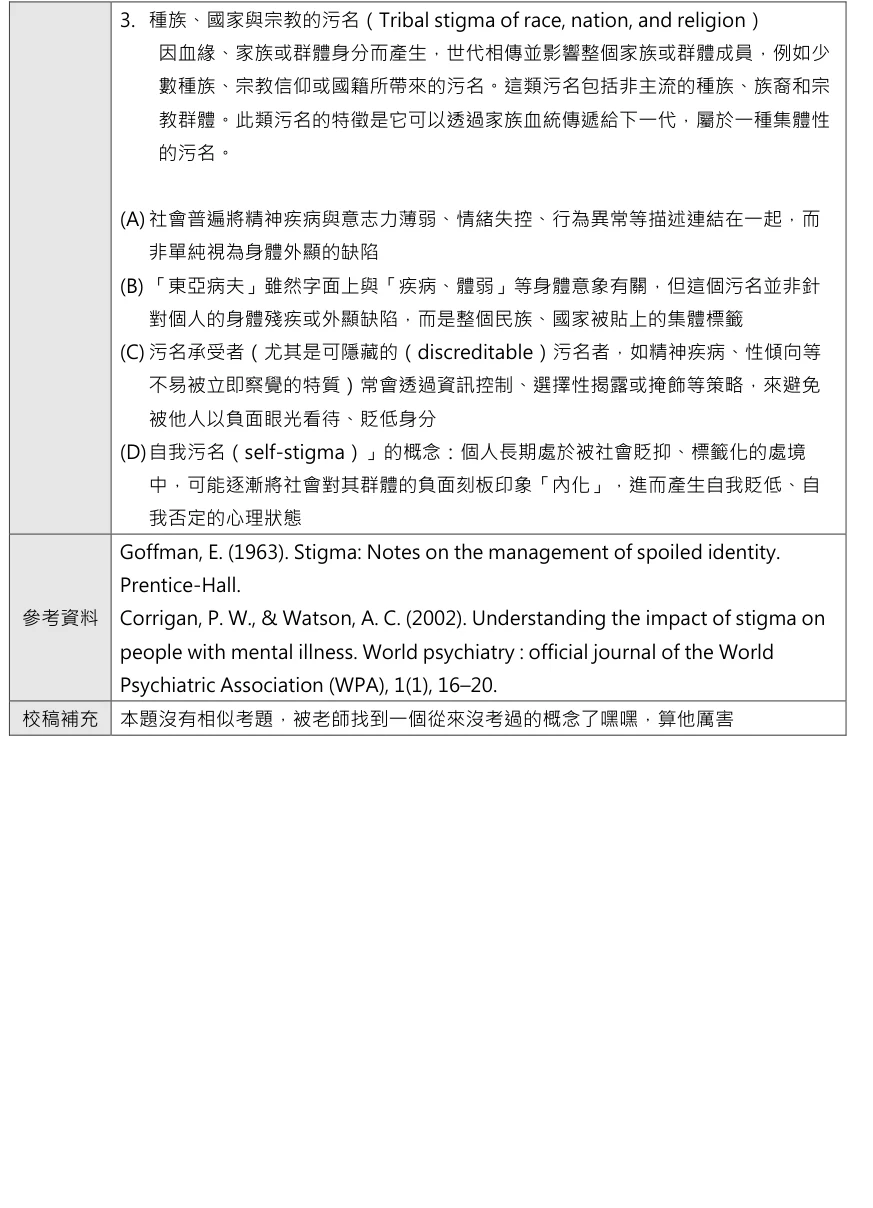 3. 種族、國家與宗教的污名（Tribal stigma of race, nation, and religion）
因血緣、家族或群體身分而產生，世代相傳並影響整個家族或群體成員，例如少
數種族、宗教信仰或國籍所帶來的污名。這類污名包括非主流的種族、族裔和宗
教群體。此類污名的特徵是它可以透過家族血統傳遞給下一代，屬於一種集體性
的污名。
(A) 社會普遍將精神疾病與意志力薄弱、情緒失控、行為異常等描述連結在一起，而
非單純視為身體外顯的缺陷
(B) 「東亞病夫」雖然字面上與「疾病、體弱」等身體意象有關，但這個污名並非針
對個人的身體殘疾或外顯缺陷，而是整個民族、國家被貼上的集體標籤
(C) 污名承受者（尤其是可隱藏的（discreditable）污名者，如精神疾病、性傾向等
不易被立即察覺的特質）常會透過資訊控制、選擇性揭露或掩飾等策略，來避免
被他人以負面眼光看待、貶低身分
(D) 自我污名（self-stigma）」的概念：個人長期處於被社會貶抑、標籤化的處境
中，可能逐漸將社會對其群體的負面刻板印象「內化」，進而產生自我貶低、自
我否定的心理狀態
參考資料
Goffman, E. (1963). Stigma: Notes on the management of spoiled identity.
Prentice-Hall.
Corrigan, P. W., & Watson, A. C. (2002). Understanding the impact of stigma on
people with mental illness. World psychiatry : official journal of the World
Psychiatric Association (WPA), 1(1), 16–20.
校稿補充 本題沒有相似考題，被老師找到一個從來沒考過的概念了嘿嘿，算他厲害